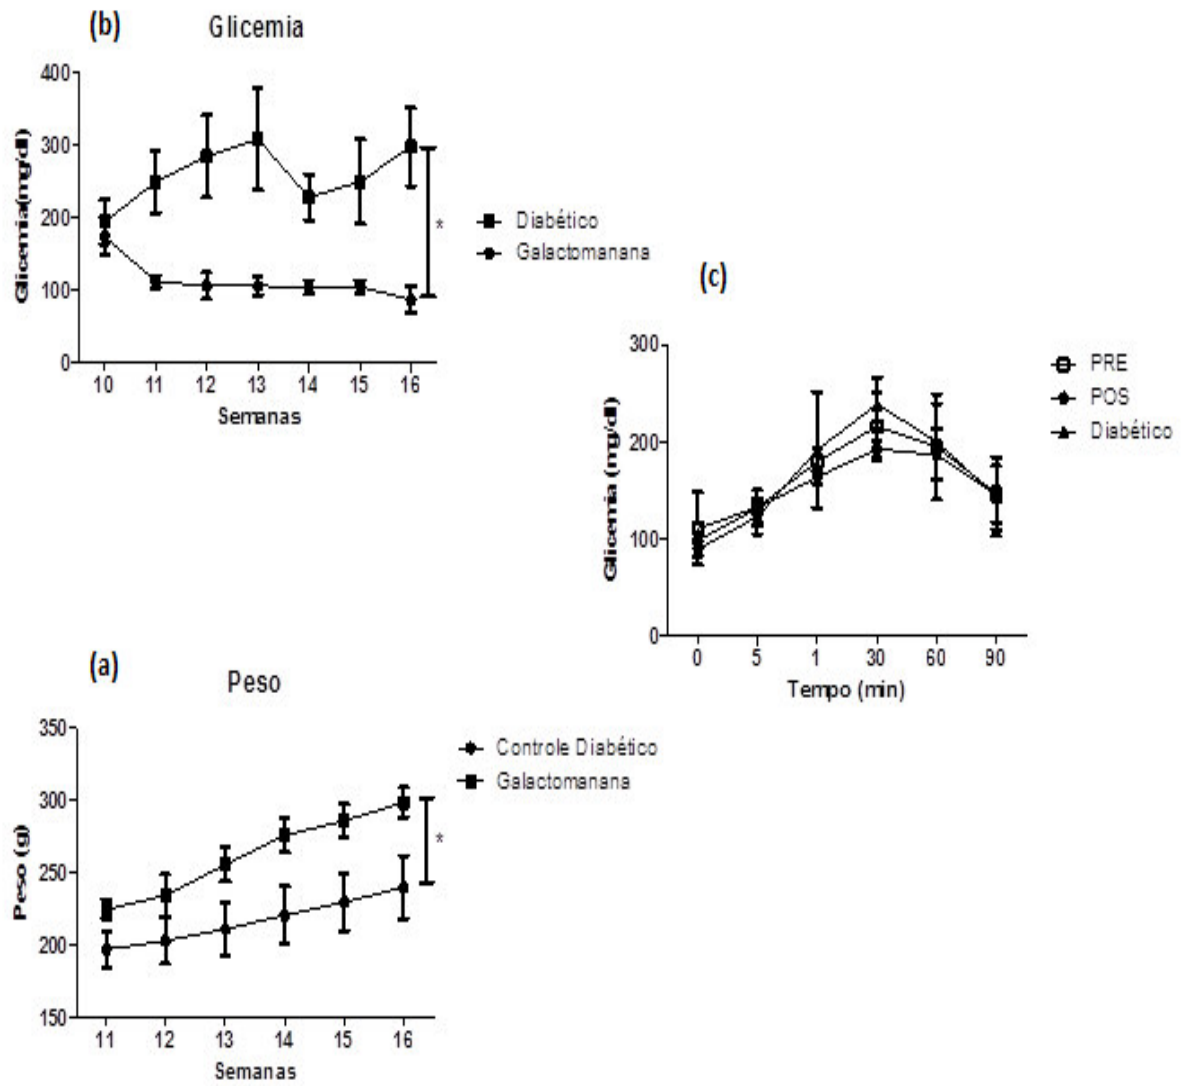 (b)
Glicemia
400
300
200
100
0
Glicemia(mg/dl)
10 11 12 13 14 15 16
Semanas
*
Diabético
Galactomanana
(c)
300
200
100
0
Glicemia (mg/dl)
0 5 1 30 60 90
Tempo (min)
PRE
POS
Diabético
(a)
Peso
350
300
250
200
150
Peso (g)
11 12 13 14 15 16
Semanas
*
Controle Diabético
Galactomanana